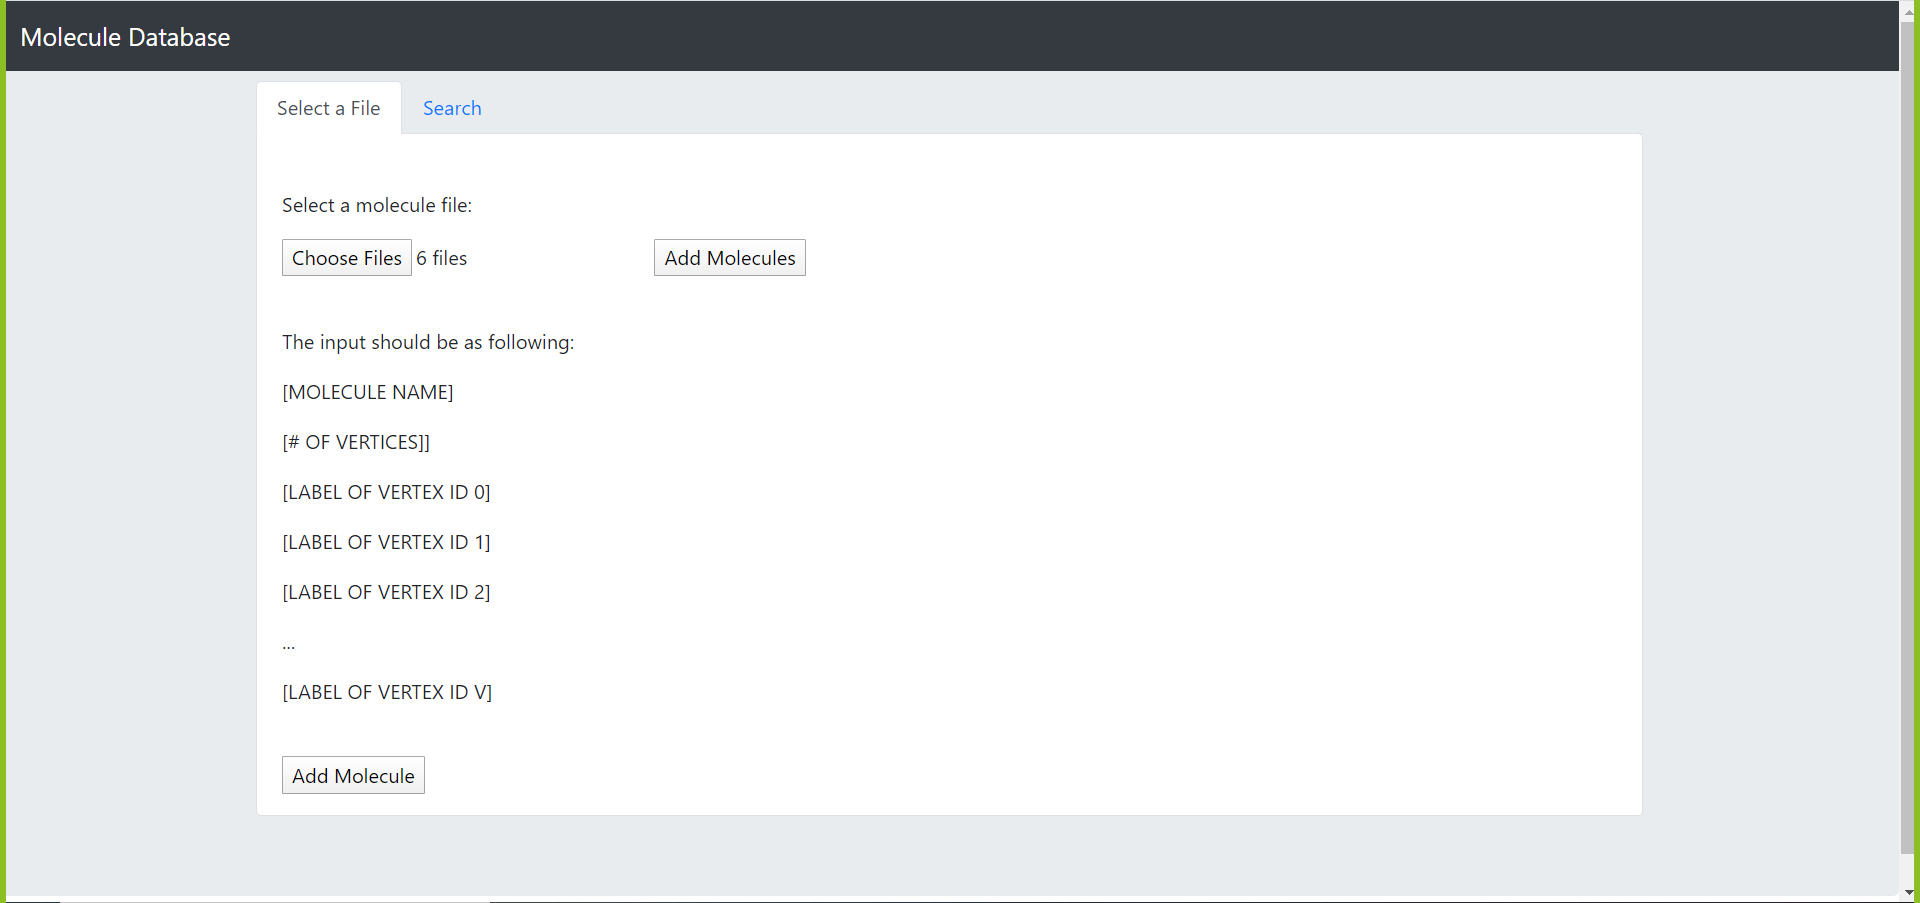 Molecule Database
Select a File Search
Select a molecule file:
Choose Files 6 files Add Molecules
The input should be as following:
[MOLECULE NAME]
[# OF VERTICES]]
[LABEL OF VERTEX ID 0]
[LABEL OF VERTEX ID 1]
[LABEL OF VERTEX ID 2]
...
[LABEL OF VERTEX ID V]
Add Molecule